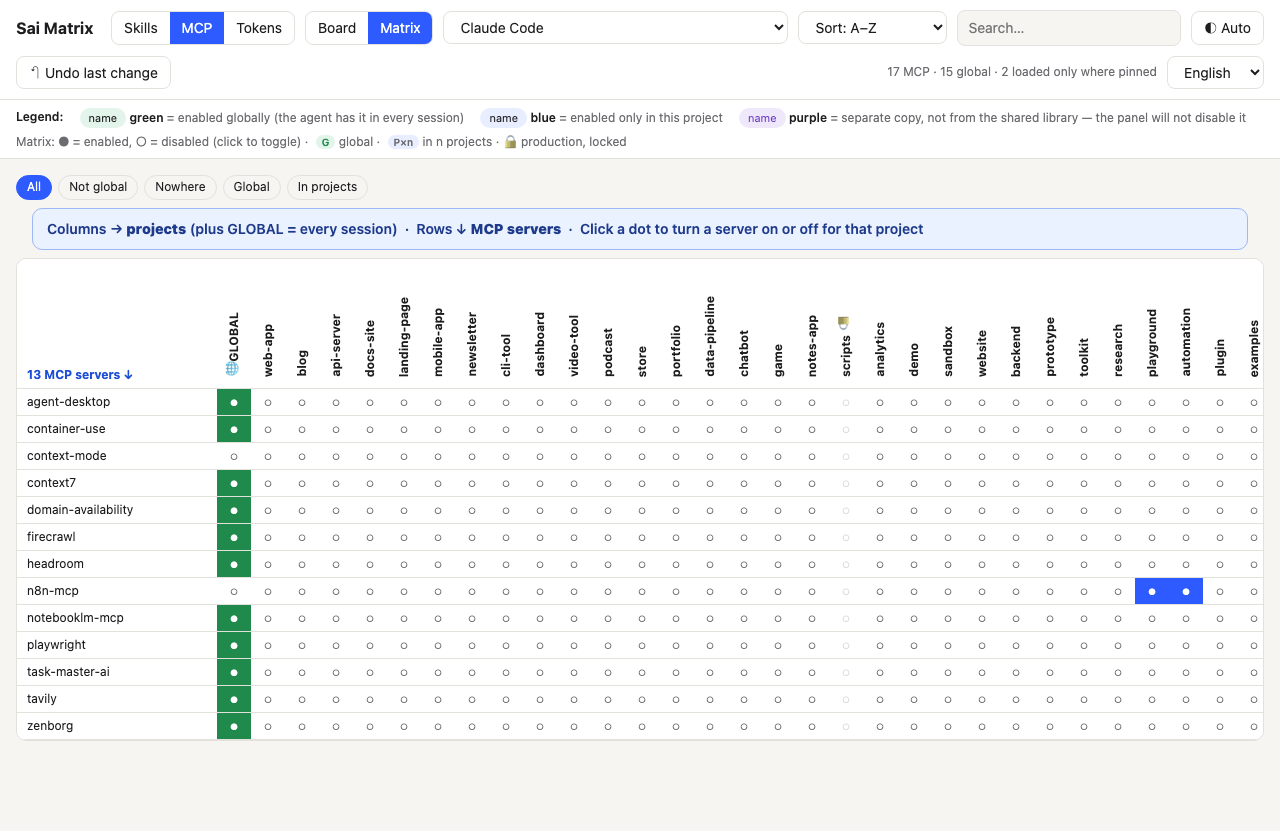 Sai Matrix
Skills MCP Tokens
Board Matrix
Claude Code
Sort: A–Z
Search...
Auto
Undo last change
17 MCP · 15 global · 2 loaded only where pinned
English
Legend: name green = enabled globally (the agent has it in every session) name blue = enabled only in this project name purple = separate copy, not from the shared library — the panel will not disable it
Matrix: ● = enabled, ○ = disabled (click to toggle) · G global · P×n in n projects · 🔒 production, locked
All Not global Nowhere Global In projects
Columns → projects (plus GLOBAL = every session) · Rows ↓ MCP servers · Click a dot to turn a server on or off for that project
13 MCP servers ↓
GLOBAL
web-app
blog
api-server
docs-site
landing-page
mobile-app
newsletter
cli-tool
dashboard
video-tool
podcast
store
portfolio
data-pipeline
chatbot
game
notes-app
scripts
analytics
demo
sandbox
website
backend
prototype
toolkit
research
playground
automation
plugin
examples
agent-desktop
container-use
context-mode
context7
domain-availability
firecrawl
headroom
n8n-mcp
notebooklm-mcp
playwright
task-master-ai
tavily
zenborg